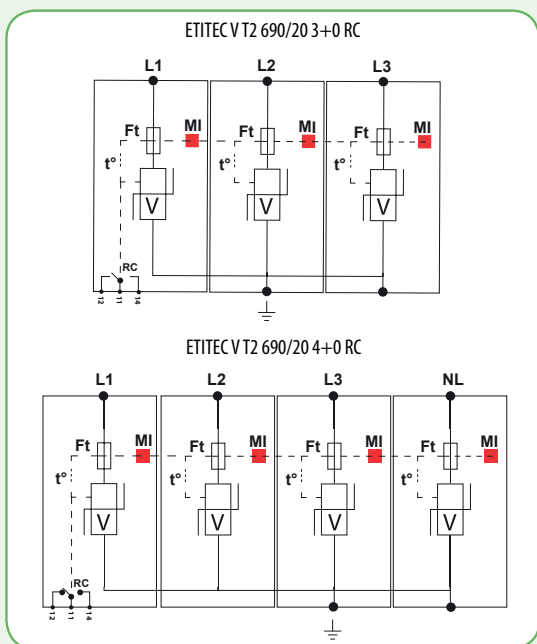 ETITEC V T2 690/20 3+0 RC
L1 L2 L3
Ft MI Ft MI Ft MI
t° t° t°
V V V
RC
12 11 14
ETITEC V T2 690/20 4+0 RC
L1 L2 L3 NL
Ft MI Ft MI Ft MI Ft MI
t° t° t° t°
V V V V
RC
12 11 14